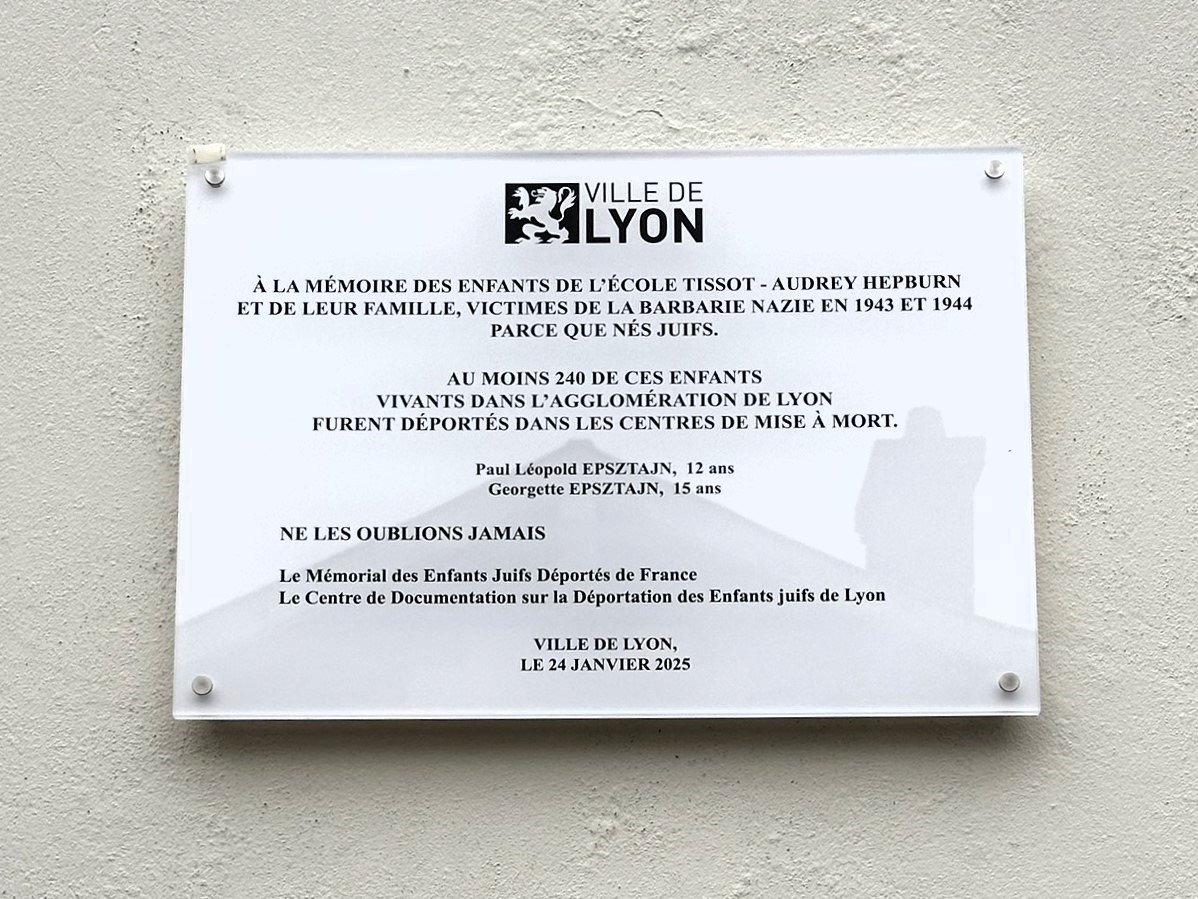 VILLE DE
LYON
À LA MÉMOIRE DES ENFANTS DE L'ÉCOLE TISSOT - AUDREY HEPBURN
ET DE LEUR FAMILLE, VICTIMES DE LA BARBARIE NAZIE EN 1943 ET 1944
PARCE QUE NÉS JUIFS.
AU MOINS 240 DE CES ENFANTS
VIVANTS DANS L'AGGLOMÉRATION DE LYON
FURENT DÉPORTÉS DANS LES CENTRES DE MISE À MORT.
Paul Léopold EPSZTAJN, 12 ans
Georgette EPSZTAJN, 15 ans
NE LES OUBLIONS JAMAIS
Le Mémorial des Enfants Juifs Déportés de France
Le Centre de Documentation sur la Déportation des Enfants juifs de Lyon
VILLE DE LYON,
LE 24 JANVIER 2025